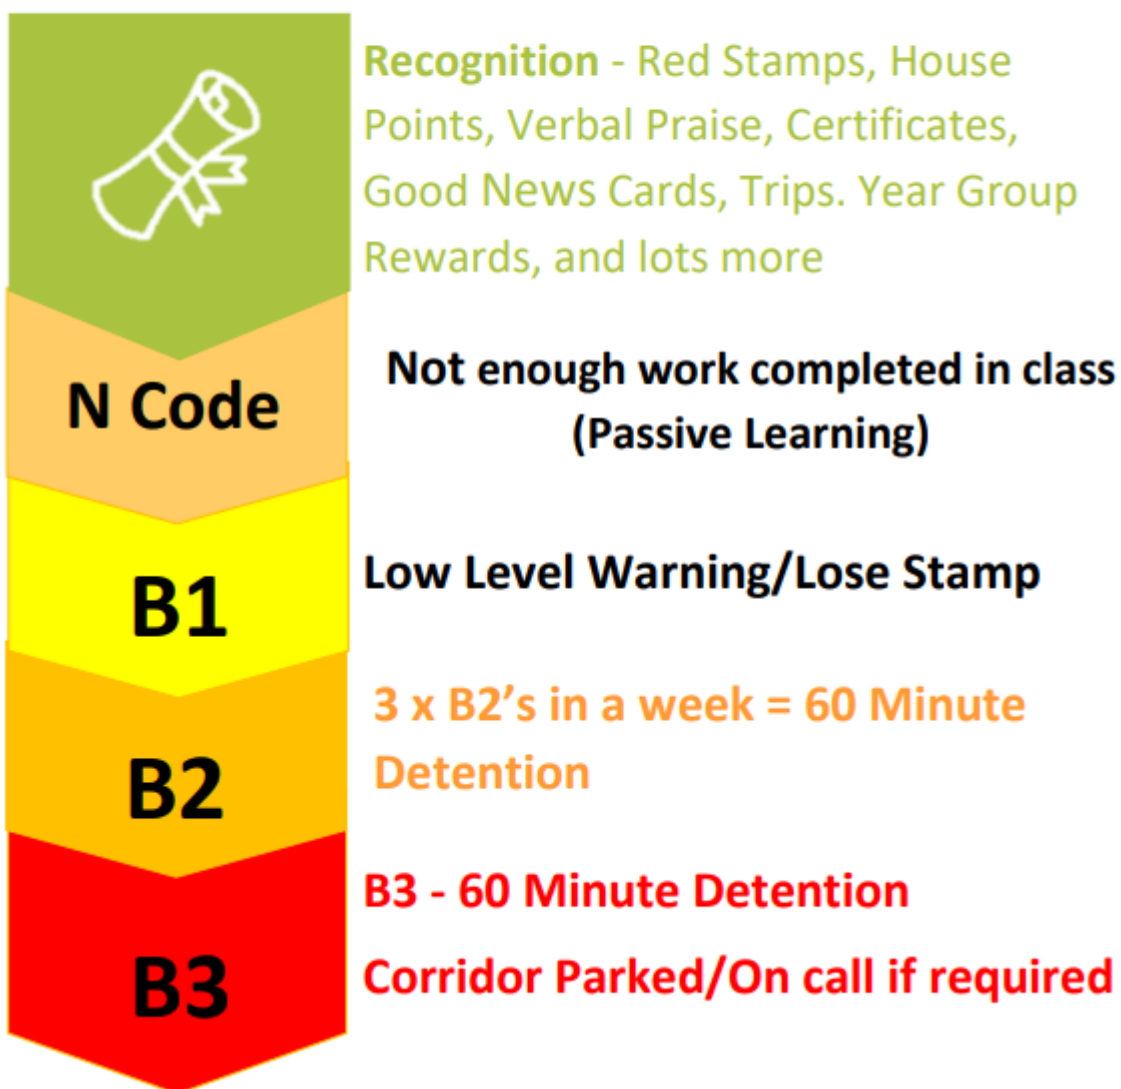 Recognition - Red Stamps, House
Points, Verbal Praise, Certificates,
Good News Cards, Trips. Year Group
Rewards, and lots more
N Code
Not enough work completed in class
(Passive Learning)
B1
Low Level Warning/Lose Stamp
B2
3 x B2’s in a week = 60 Minute
Detention
B3
B3 - 60 Minute Detention
Corridor Parked/On call if required